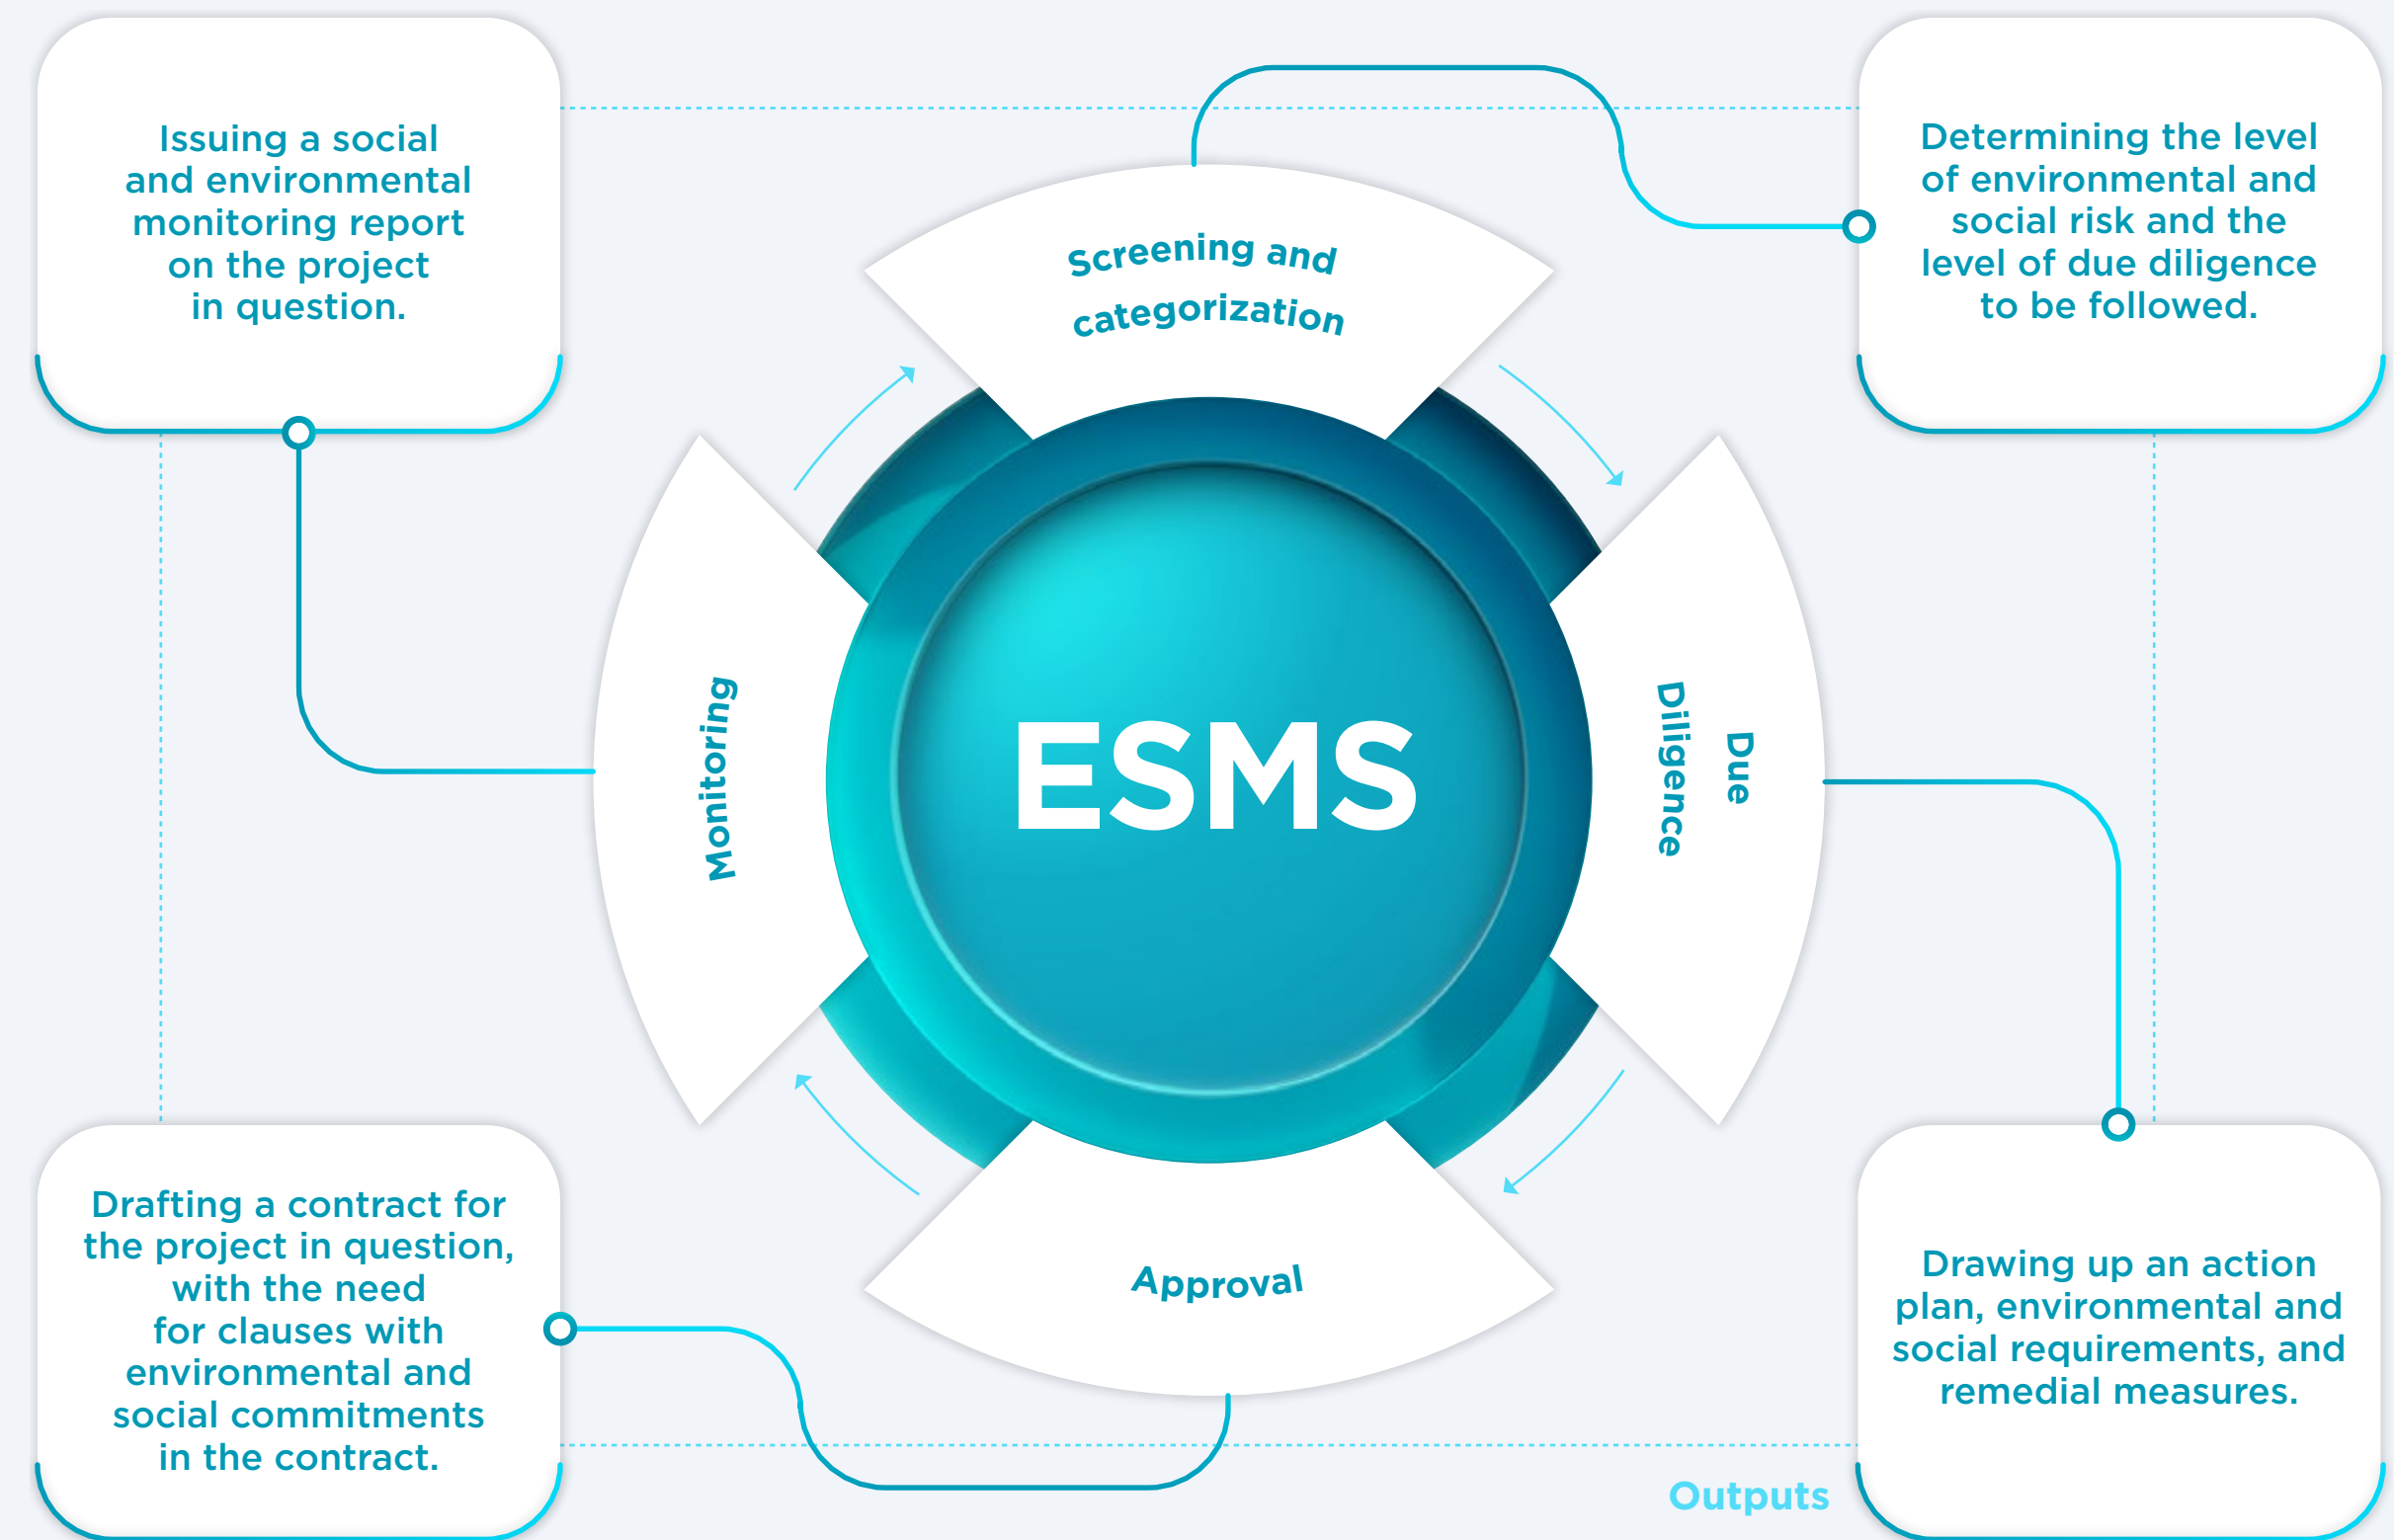 Issuing a social
and environmental
monitoring report
on the project
in question.
Determining the level
of environmental and
social risk and the
level of due diligence
to be followed.
Screening and
categorization
Monitoring
ESMS
Due
Diligence
Approval
Drafting a contract for
the project in question,
with the need
for clauses with
environmental and
social commitments
in the contract.
Drawing up an action
plan, environmental and
social requirements, and
remedial measures.
Outputs